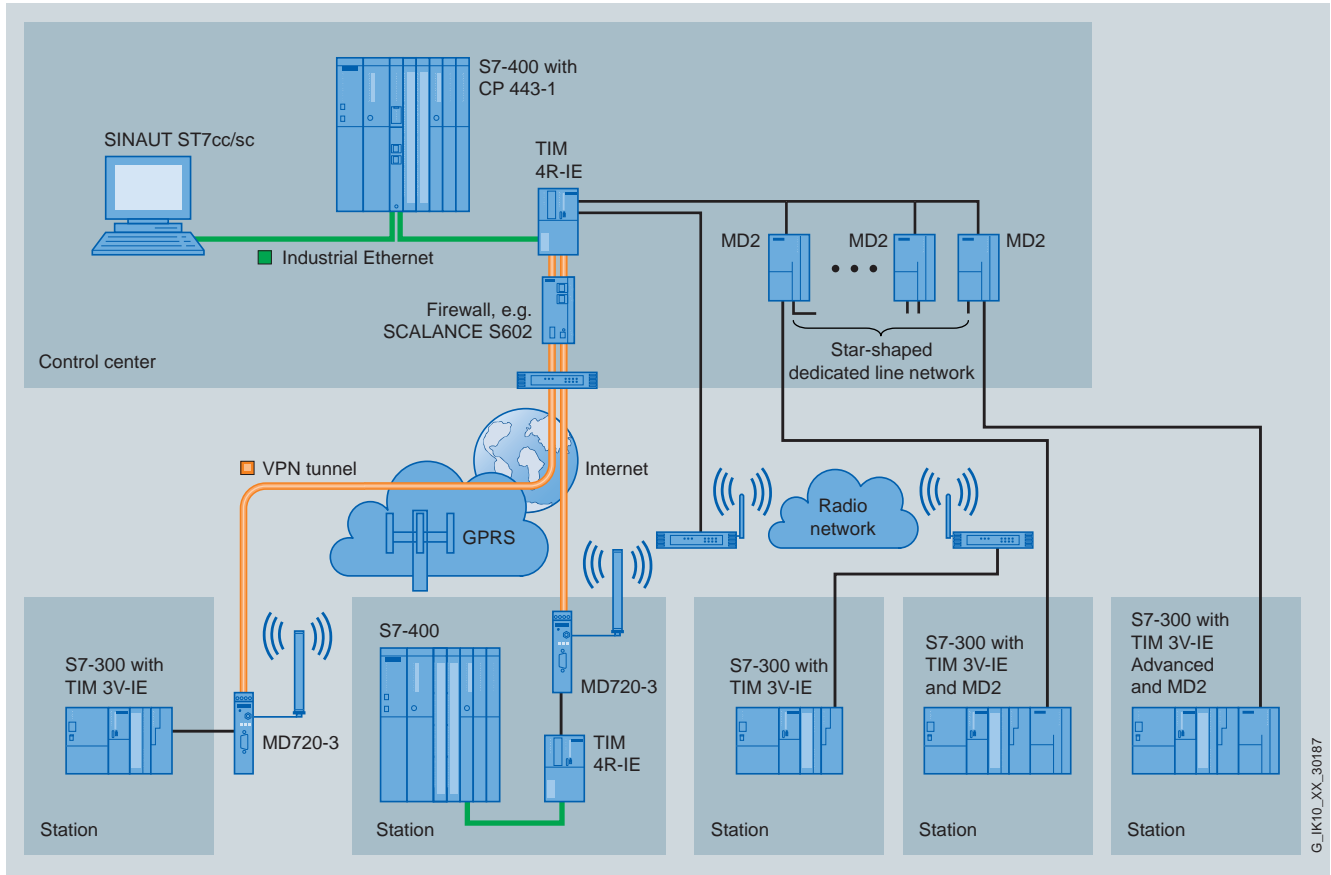 S7-400 with
CP 443-1
SINAUT ST7cc/sc
TIM
4R-IE
MD2
MD2
MD2
Industrial Ethernet
Firewall, e.g.
SCALANCE S602
Star-shaped
dedicated line network
Control center
VPN tunnel
Internet
GPRS
Radio
network
S7-300 with
TIM 3V-IE
MD720-3
Station
S7-400
MD720-3
TIM
4R-IE
Station
S7-300 with
TIM 3V-IE
Station
S7-300 with
TIM 3V-IE
and MD2
Station
S7-300 with
TIM 3V-IE
Advanced
and MD2
Station
G_IK10_XX_30187